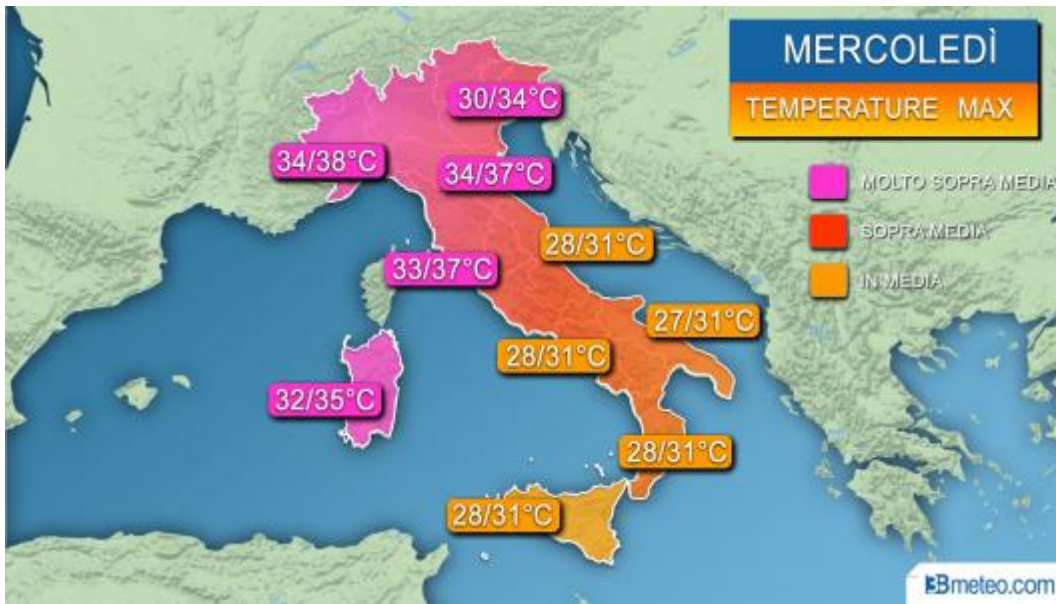 MERCOLEDÌ
TEMPERATURE MAX
30/34°C
34/38°C
34/37°C
MOLTO SOPRA MEDIA
SOPRA MEDIA
28/31°C
33/37°C
IN MEDIA
27/31°C
28/31°C
32/35°C
28/31°C
28/31°C
3Bmeteo.com